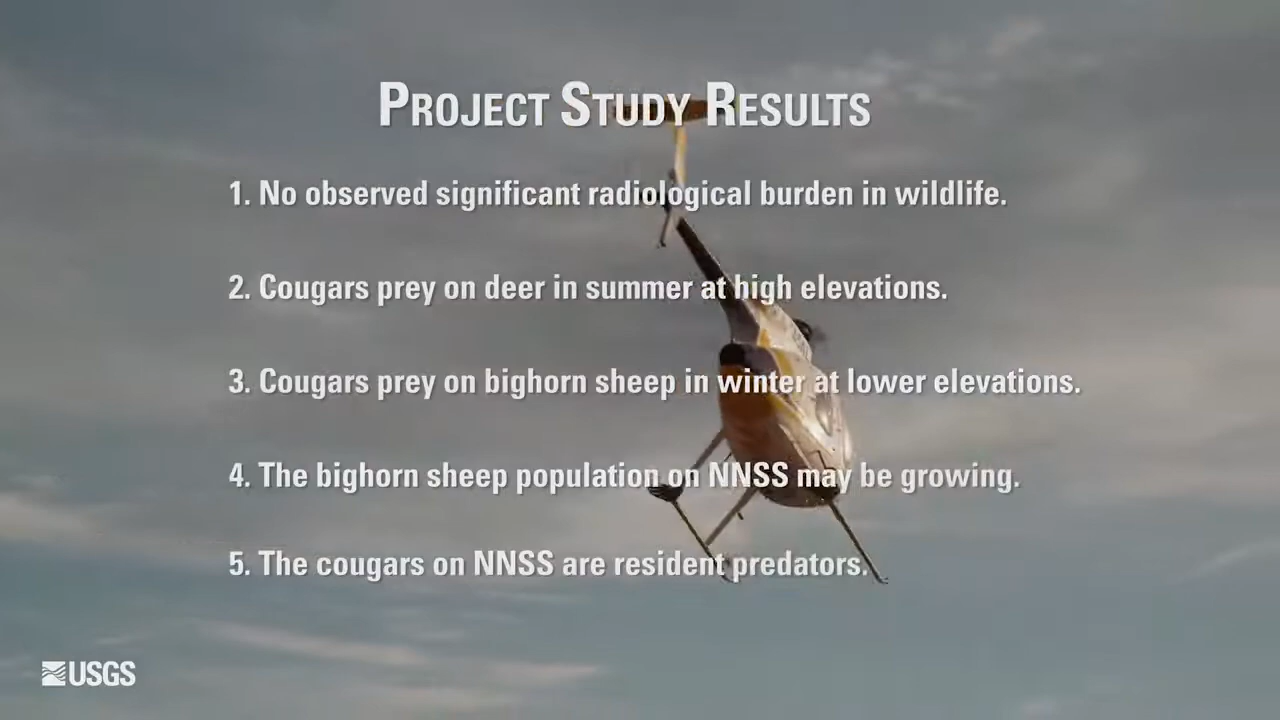 PROJECT STUDY RESULTS
1. No observed significant radiological burden in wildlife.
2. Cougars prey on deer in summer at high elevations.
3. Cougars prey on bighorn sheep in winter at lower elevations.
4. The bighorn sheep population on NNSS may be growing.
5. The cougars on NNSS are resident predators.
USGS